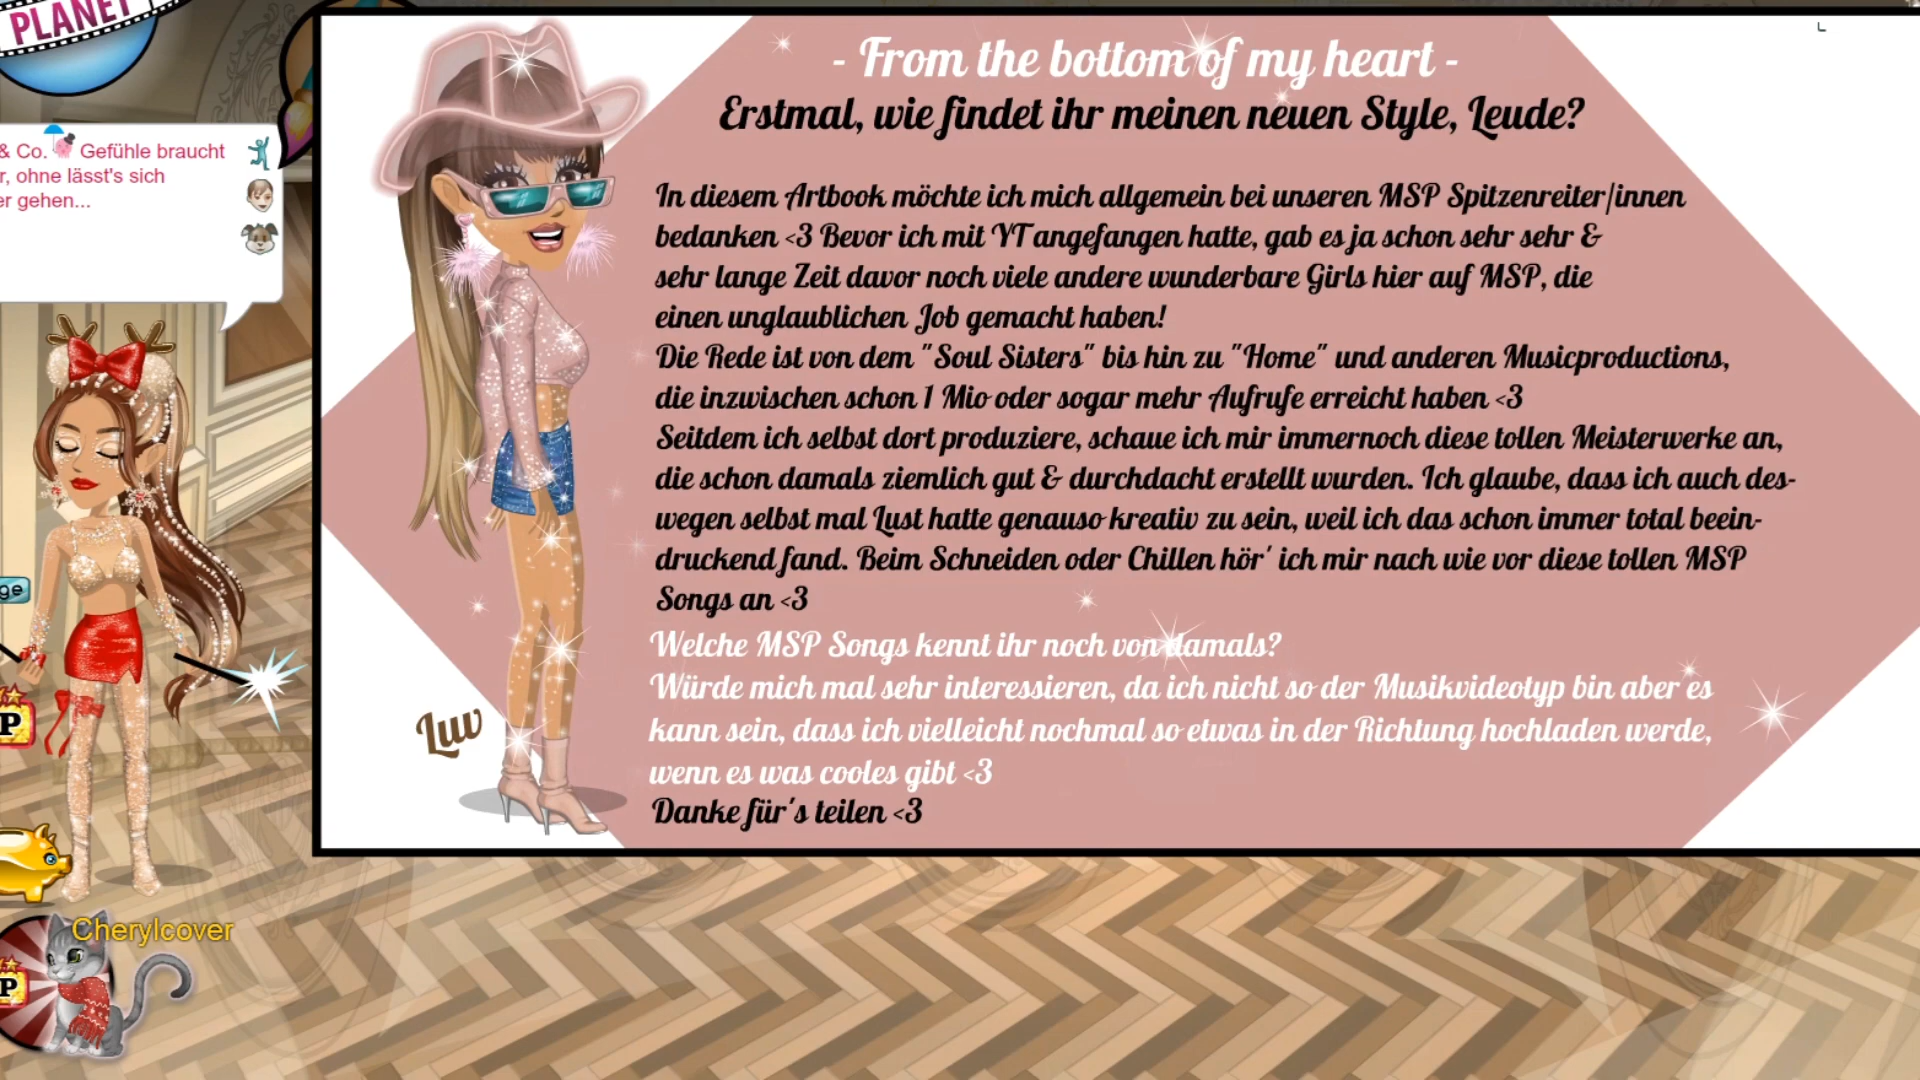 PLANET
& Co. Gefühle braucht
r, ohne lässt's sich
er gehen...
- From the bottom of my heart -
Erstmal, wie findet ihr meinen neuen Style, Leude?
In diesem Artbook möchte ich mich allgemein bei unseren MSP Spitzenreiter/innen
bedanken <3 Bevor ich mit YT angefangen hatte, gab es ja schon sehr sehr &
sehr lange Zeit davor noch viele andere wunderbare Girls hier auf MSP, die
einen unglaublichen Job gemacht haben!
Die Rede ist von dem "Soul Sisters" bis hin zu "Home" und anderen Musicproductions,
die inzwischen schon 1 Mio oder sogar mehr Aufrufe erreicht haben <3
Seitdem ich selbst dort produziere, schaue ich mir immernoch diese tollen Meisterwerke an,
die schon damals ziemlich gut & durchdacht erstellt wurden. Ich glaube, dass ich auch des-
wegen selbst mal Lust hatte genauso kreativ zu sein, weil ich das schon immer total beein-
druckend fand. Beim Schneiden oder Chillen hör' ich mir nach wie vor diese tollen MSP
Songs an <3
Welche MSP Songs kennt ihr noch von damals?
Würde mich mal sehr interessieren, da ich nicht so der Musikvideotyp bin aber es
kann sein, dass ich vielleicht nochmal so etwas in der Richtung hochladen werde,
wenn es was cooles gibt <3
Danke für's teilen <3
Luv
ge
P
Cherylcover
P